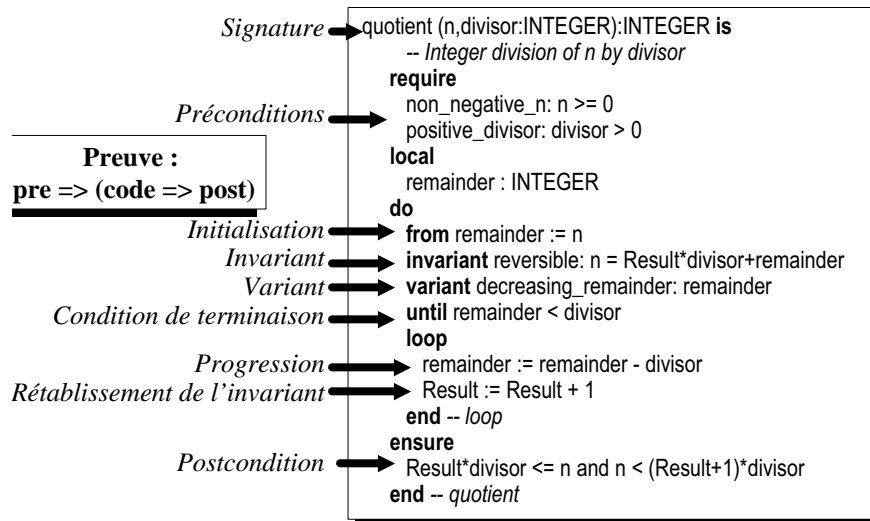 Signature
quotient (n,divisor:INTEGER):INTEGER is
-- Integer division of n by divisor
require
non_negative_n: n >= 0
Préconditions
positive_divisor: divisor > 0
Preuve :
pre => (code => post)
local
remainder : INTEGER
do
Initialisation
from remainder := n
Invariant
invariant reversible: n = Result*divisor+remainder
Variant
variant decreasing_remainder: remainder
Condition de terminaison
until remainder < divisor
loop
Progression
remainder := remainder - divisor
Rétablissement de l'invariant
Result := Result + 1
end -- loop
ensure
Postcondition
Result*divisor <= n and n < (Result+1)*divisor
end -- quotient